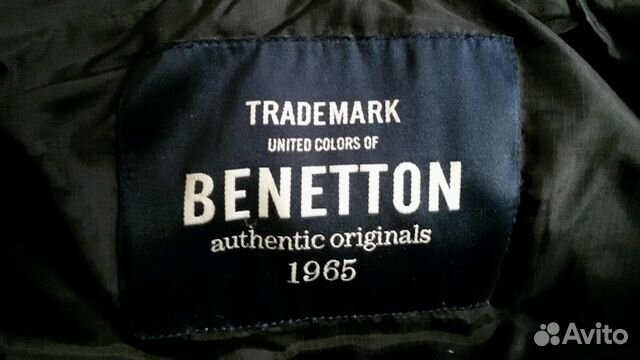 TRADEMARK
UNITED COLORS OF
BENETTON
authentic originals
1965
Avito